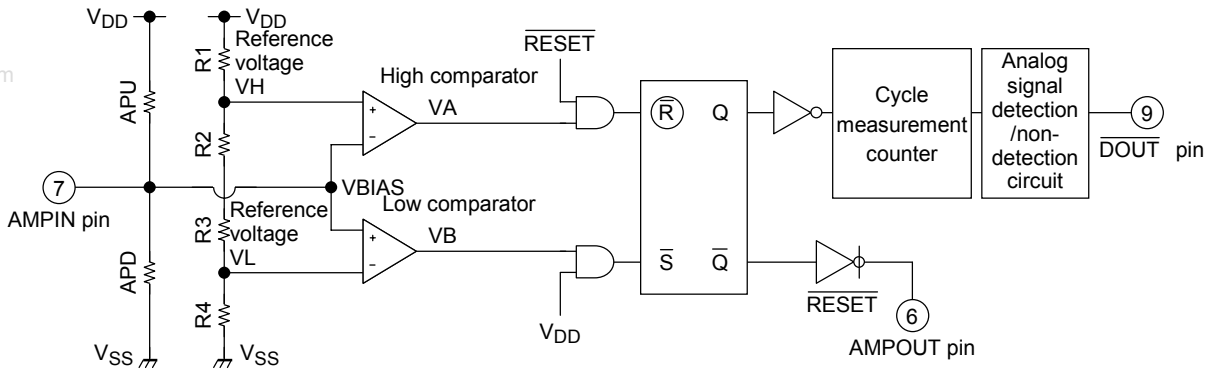 VDD
VDD
RESET
Reference
voltage
R1
VH
High comparator
VA
APU
R2
+
−
R
Q
Cycle
measurement
counter
Analog
signal
detection
/non-
detection
circuit
9
DOUT pin
7
AMPIN pin
VBIAS
Low comparator
Reference
voltage
R3
VL
VB
+
−
APD
R4
S
Q
VDD
RESET
6
AMPOUT pin
VSS
VSS
m